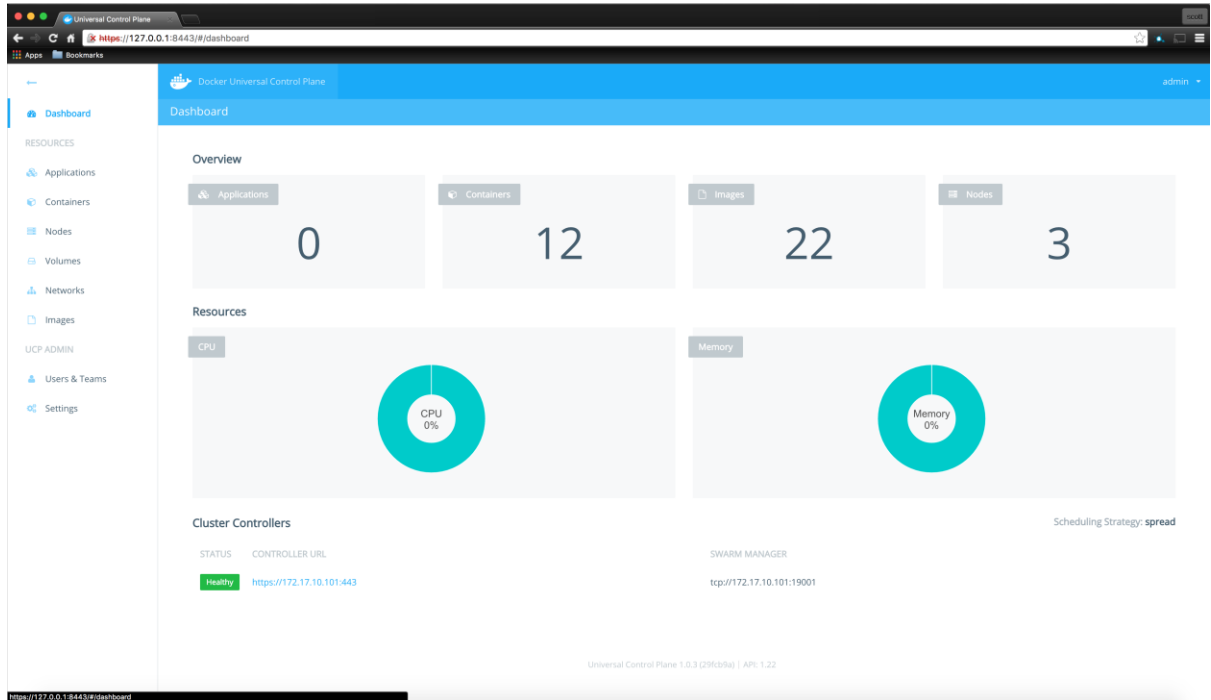 Universal Control Plane
https://127.0.0.1:8443/#/dashboard
Apps Bookmarks
Docker Universal Control Plane
admin
Dashboard
Dashboard
RESOURCES
Applications
Containers
Nodes
Volumes
Networks
Images
UCP ADMIN
Users & Teams
Settings
Overview
Applications
0
Containers
12
Images
22
Nodes
3
Resources
CPU
CPU
0%
Memory
Memory
0%
Cluster Controllers
Scheduling Strategy: spread
STATUS CONTROLLER URL SWARM MANAGER
Healthy https://172.17.10.101:443 tcp://172.17.10.101:19001
Universal Control Plane 1.0.3 (29fcb9a) | API: 1.22
https://127.0.0.1:8443/#/dashboard